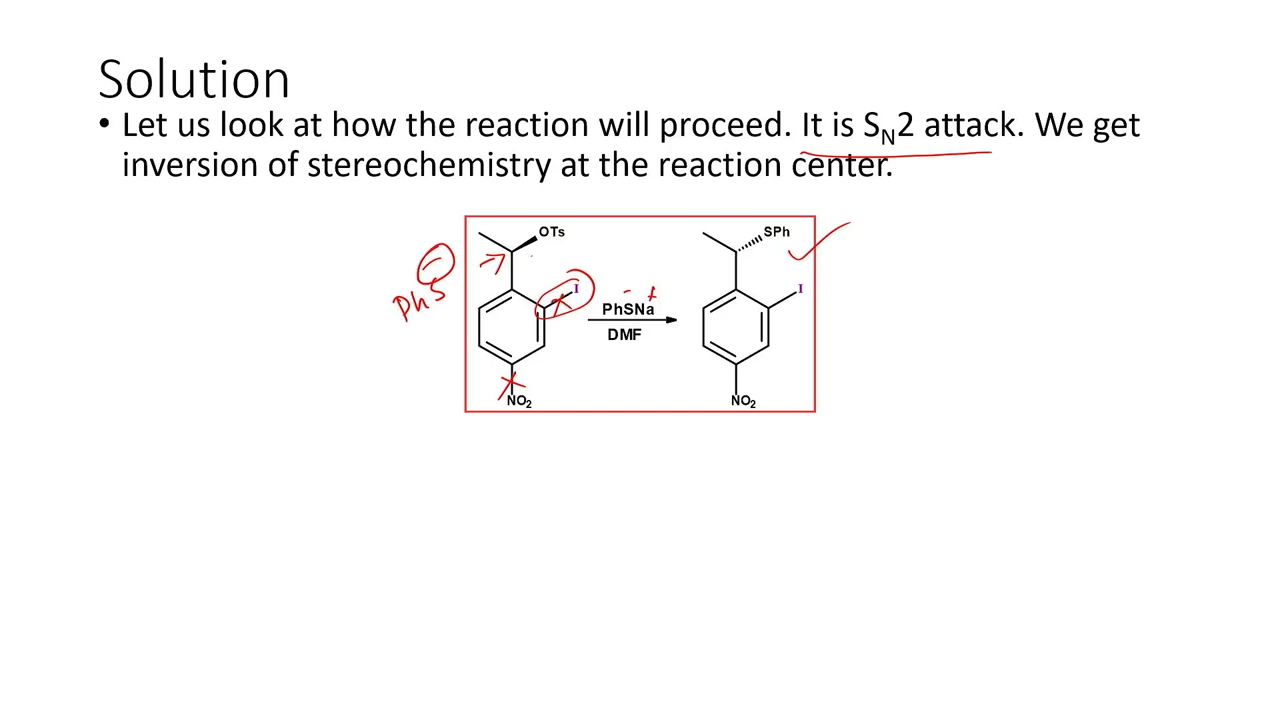 Solution
• Let us look at how the reaction will proceed. It is SN2 attack. We get
inversion of stereochemistry at the reaction center.
OTs
SPh
PhS
−
I
I
− +
PhSNa
DMF
NO2
NO2